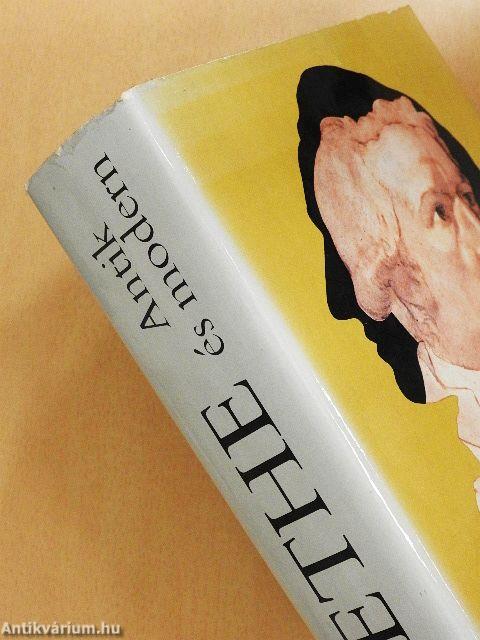 Antik
és modern
ETHE
Antikvárium.hu